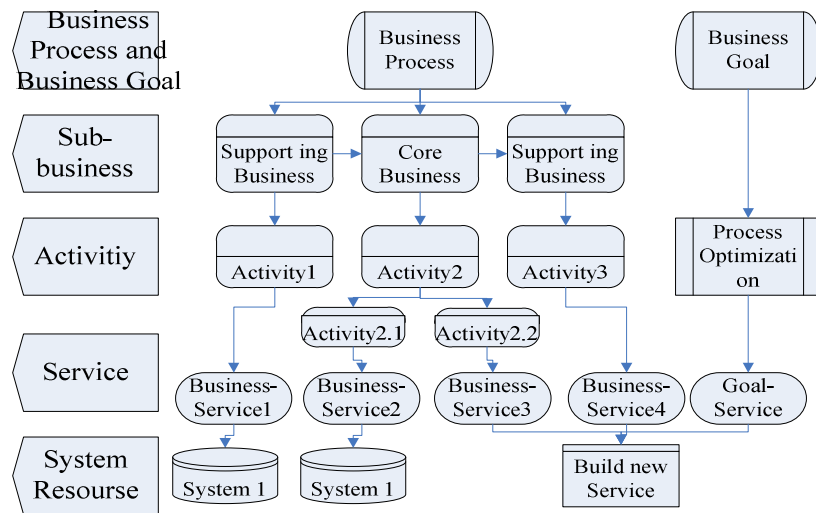 Business
Process and
Business Goal
Business
Process
Business
Goal
Sub-
business
Support ing
Business
Core
Business
Support ing
Business
Activitiy
Activity1
Activity2
Activity3
Process
Optimizati
on
Activity2.1
Activity2.2
Service
Business-
Service1
Business-
Service2
Business-
Service3
Business-
Service4
Goal-
Service
System
Resourse
System 1
System 1
Build new
Service